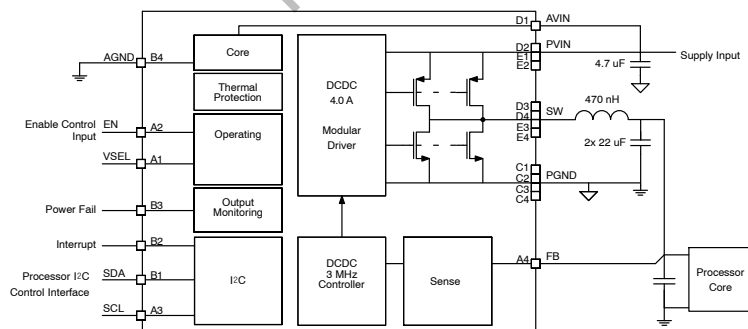 D1 AVIN
AGND B4 Core
D2 PVIN
E1
E2
Supply Input
4.7 uF
Thermal
Protection
DCDC
4.0 A
Modular
Driver
Enable Control
Input
EN A2
Operating
VSEL A1
D3
D4 SW
E3
E4
470 nH
2x 22 uF
C1
C2 PGND
C3
C4
Power Fail B3
Output
Monitoring
Interrupt B2
Processor I2C
Control Interface
SDA B1
SCL A3
I2C
DCDC
3 MHz
Controller
Sense
A4 FB
Processor
Core